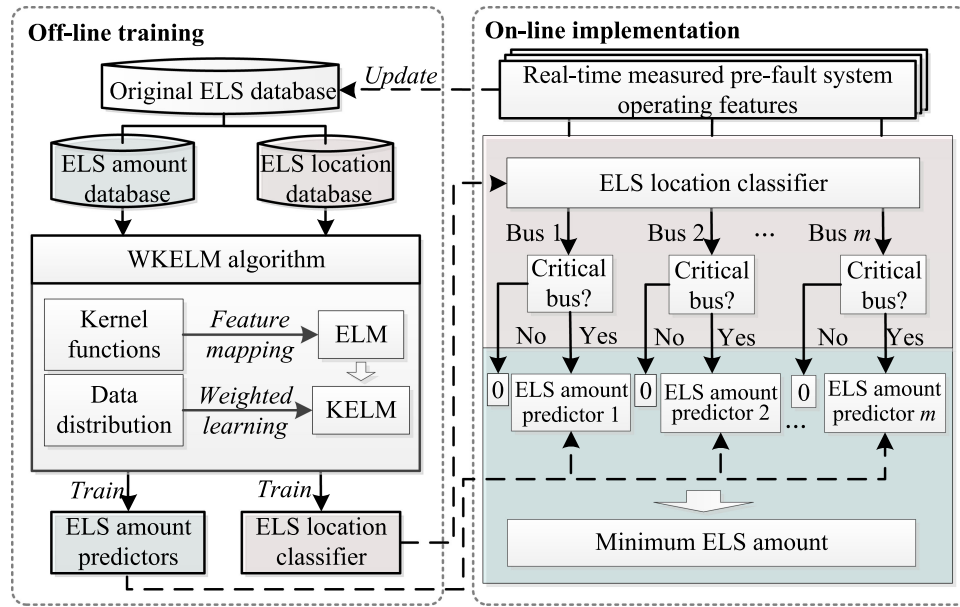 Off-line training
Original ELS database
Update
ELS amount
database
ELS location
database
WKELM algorithm
Kernel
functions
Feature
mapping
ELM
Data
distribution
Weighted
learning
KELM
Train
Train
ELS amount
predictors
ELS location
classifier
On-line implementation
Real-time measured pre-fault system
operating features
ELS location classifier
Bus 1
Bus 2
...
Bus m
Critical
bus?
Critical
bus?
Critical
bus?
No
Yes
No
Yes
No
Yes
0
ELS amount
predictor 1
0
ELS amount
predictor 2
...
0
ELS amount
predictor m
Minimum ELS amount